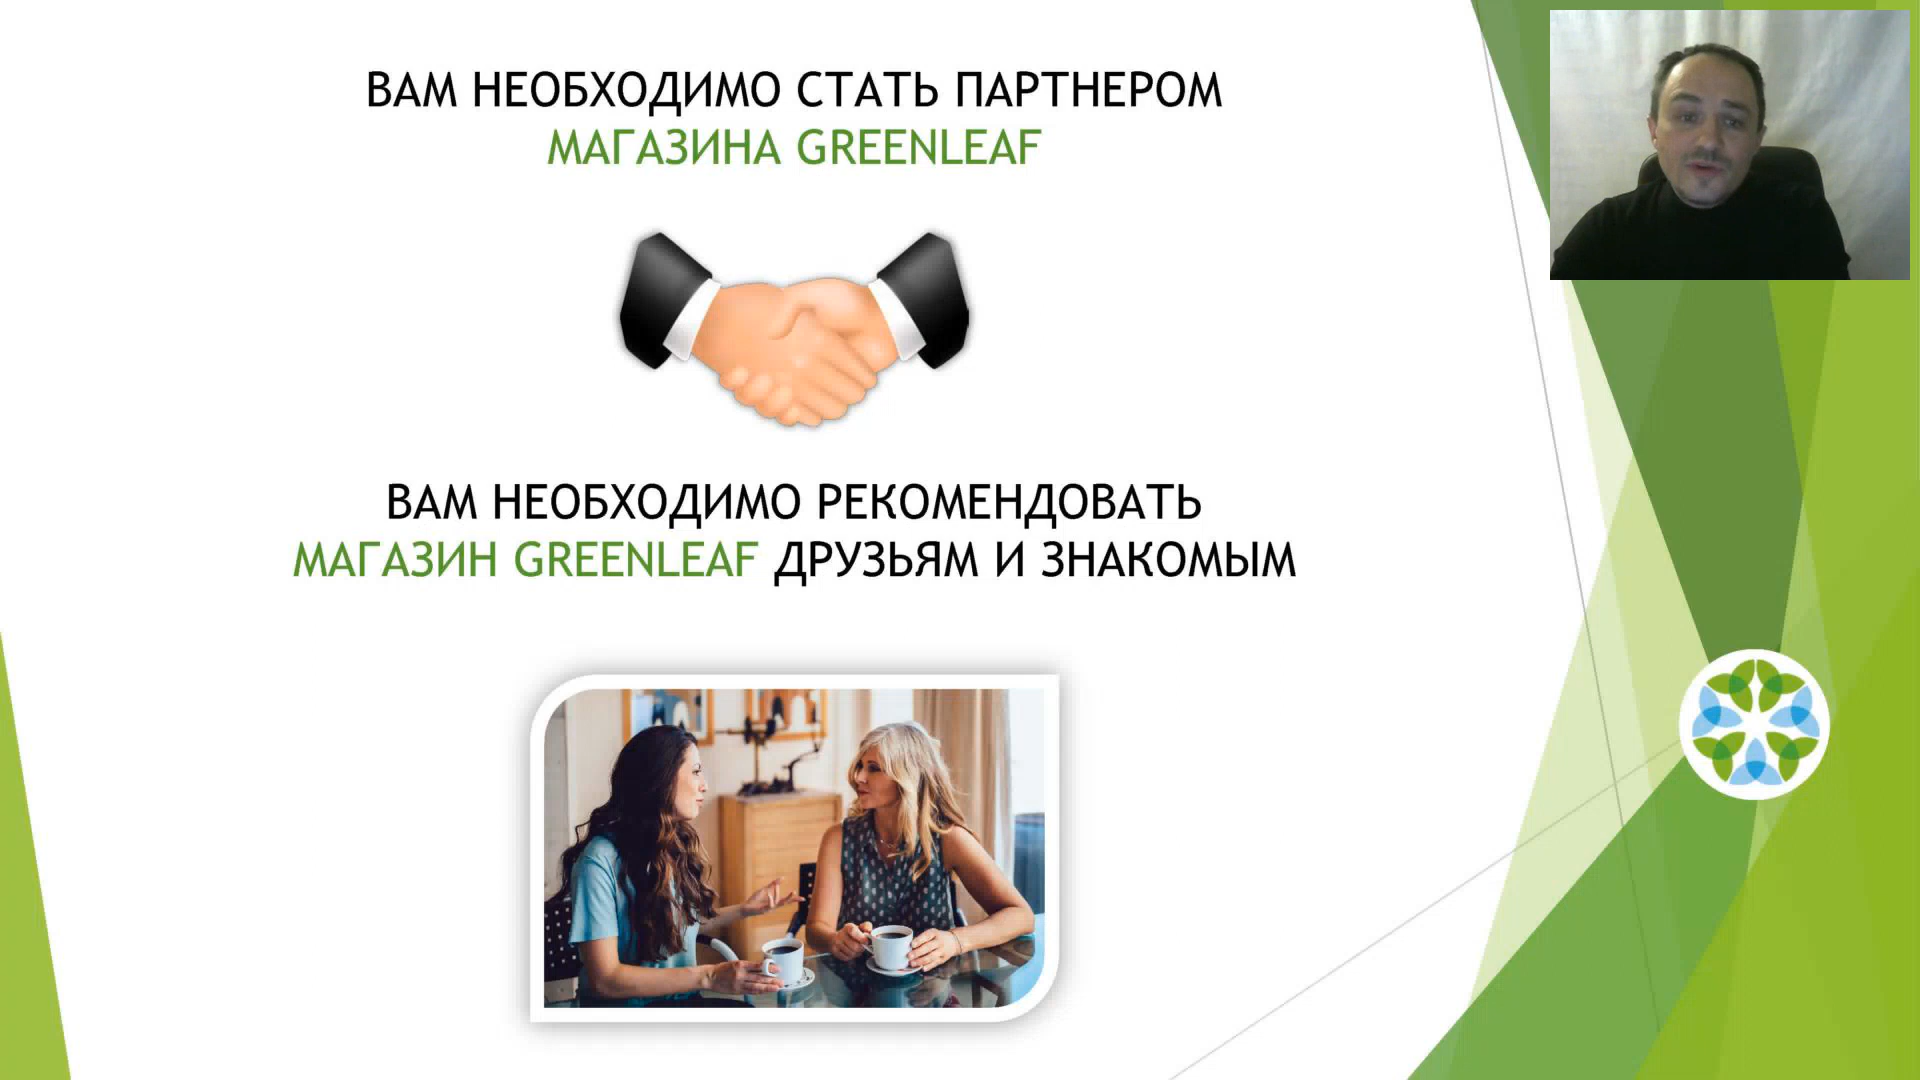 ВАМ НЕОБХОДИМО СТАТЬ ПАРТНЕРОМ
МАГАЗИНА GREENLEAF
ВАМ НЕОБХОДИМО РЕКОМЕНДОВАТЬ
МАГАЗИН GREENLEAF ДРУЗЬЯМ И ЗНАКОМЫМ